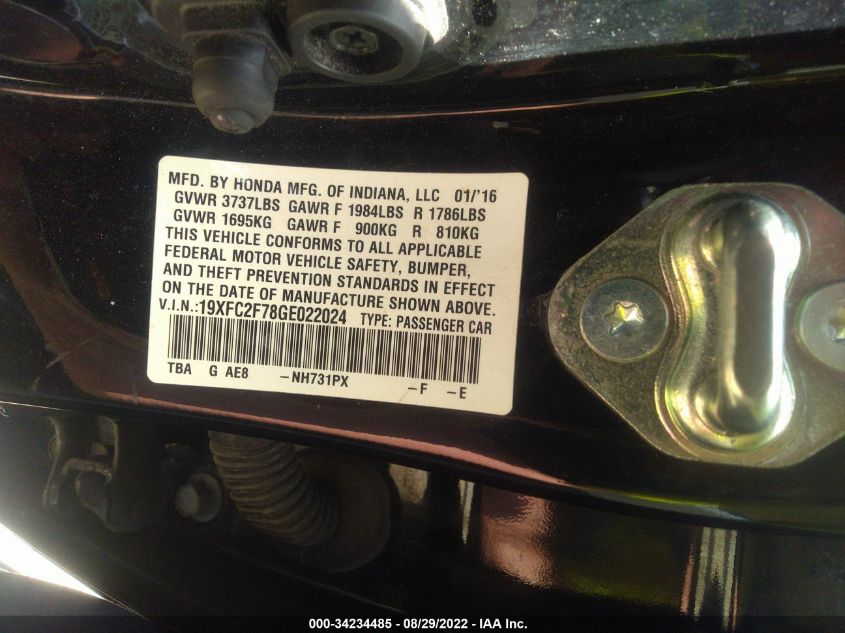 MFD. BY HONDA MFG. OF INDIANA, LLC 01/'16
GVWR 3737LBS GAWR F 1984LBS R 1786LBS
GVWR 1695KG GAWR F 900KG R 810KG
THIS VEHICLE CONFORMS TO ALL APPLICABLE
FEDERAL MOTOR VEHICLE SAFETY, BUMPER,
AND THEFT PREVENTION STANDARDS IN EFFECT
ON THE DATE OF MANUFACTURE SHOWN ABOVE.
V.I.N.:19XFC2F78GE022024 TYPE: PASSENGER CAR
TBA G AE8 -NH731PX -F -E
000-34234485 - 08/29/2022 - IAA Inc.